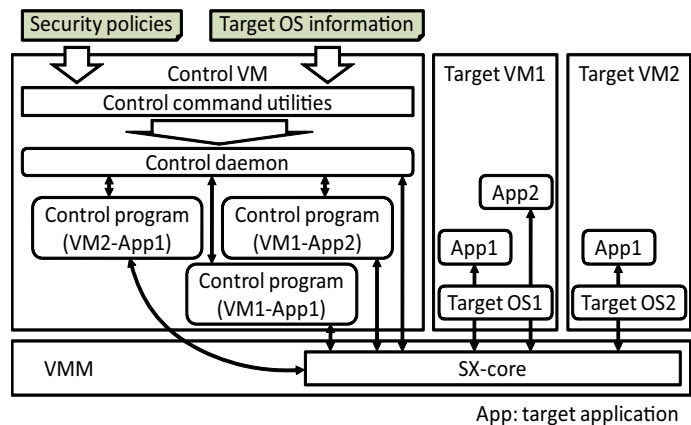 Security policies
Target OS information
Control VM
Target VM1
Target VM2
Control command utilities
Control daemon
Control program
(VM2-App1)
Control program
(VM1-App2)
Control program
(VM1-App1)
App2
App1
App1
Target OS1
Target OS2
VMM
SX-core
App: target application